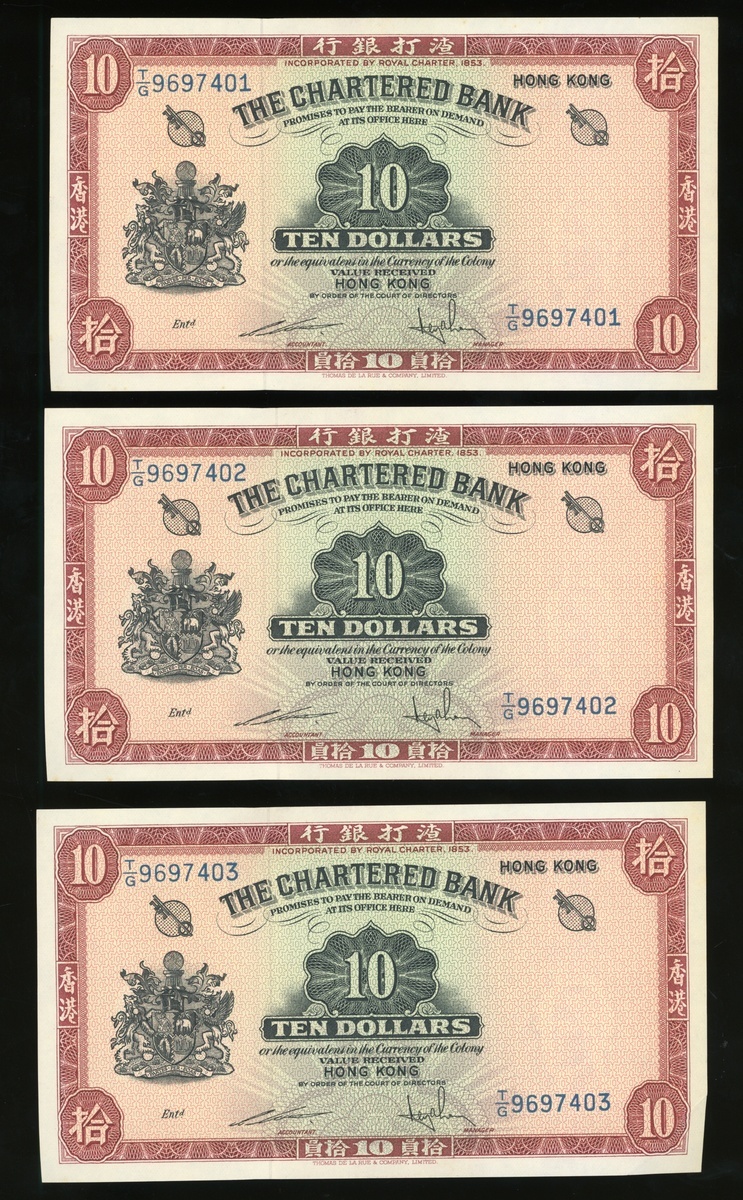 行銀打渣
10 T/G 9697401 INCORPORATED BY ROYAL CHARTER, 1853. HONG KONG 拾
THE CHARTERED BANK
PROMISES TO PAY THE BEARER ON DEMAND
AT ITS OFFICE HERE
香港 10 香港
TEN DOLLARS
or the equivalent in the Currency of the Colony
VALUE RECEIVED
HONG KONG
BY ORDER OF THE COURT OF DIRECTORS
拾 Entd T/G 9697401 10
ACCOUNTANT. MANAGER.
員拾 10 員拾
THOMAS DE LA RUE & COMPANY, LIMITED.
行銀打渣
10 T/G 9697402 INCORPORATED BY ROYAL CHARTER, 1853. HONG KONG 拾
THE CHARTERED BANK
PROMISES TO PAY THE BEARER ON DEMAND
AT ITS OFFICE HERE
香港 10 香港
TEN DOLLARS
or the equivalent in the Currency of the Colony
VALUE RECEIVED
HONG KONG
BY ORDER OF THE COURT OF DIRECTORS
拾 Entd T/G 9697402 10
ACCOUNTANT. MANAGER.
員拾 10 員拾
THOMAS DE LA RUE & COMPANY, LIMITED.
行銀打渣
10 T/G 9697403 INCORPORATED BY ROYAL CHARTER, 1853. HONG KONG 拾
THE CHARTERED BANK
PROMISES TO PAY THE BEARER ON DEMAND
AT ITS OFFICE HERE
香港 10 香港
TEN DOLLARS
or the equivalent in the Currency of the Colony
VALUE RECEIVED
HONG KONG
BY ORDER OF THE COURT OF DIRECTORS
拾 Entd T/G 9697403 10
ACCOUNTANT. MANAGER.
員拾 10 員拾
THOMAS DE LA RUE & COMPANY, LIMITED.